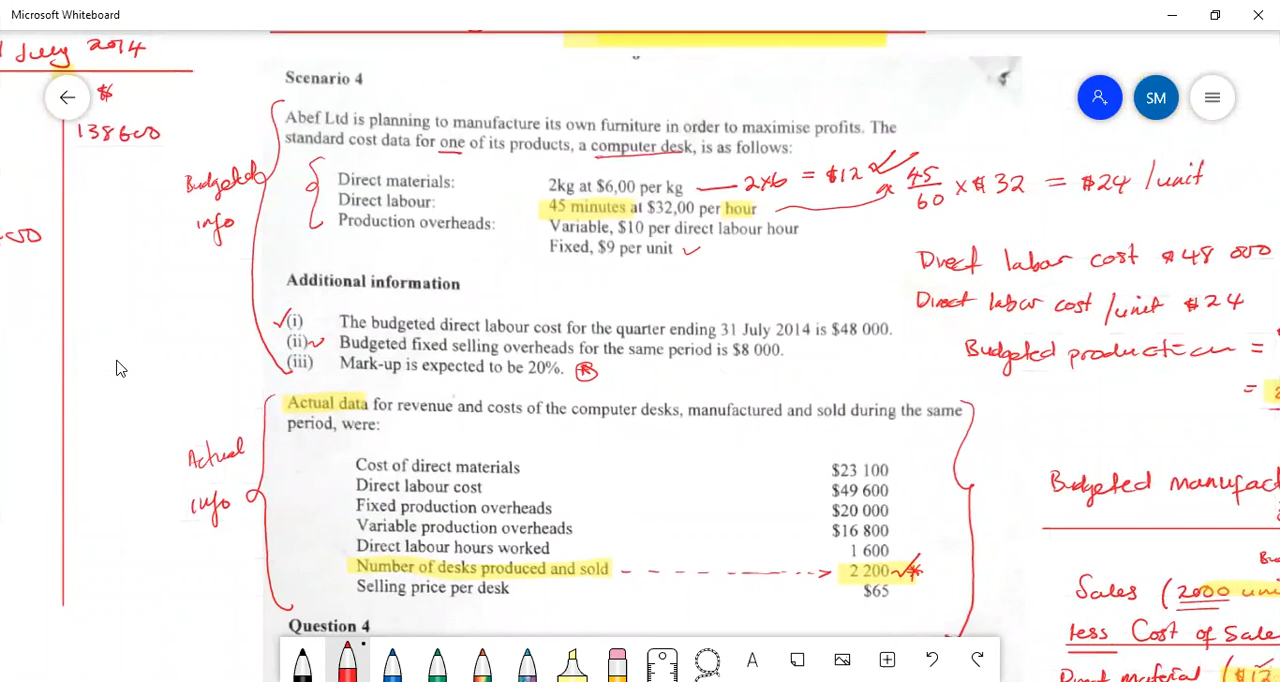 Microsoft Whiteboard
July 2014
$
138600
SM
Scenario 4
Abef Ltd is planning to manufacture its own furniture in order to maximise profits. The
standard cost data for one of its products, a computer desk, is as follows:
Budgeted
info
Direct materials: 2kg at $6,00 per kg 2x6 = $12
Direct labour: 45 minutes at $32,00 per hour 45/60 x $32 = $24 /unit
Production overheads: Variable, $10 per direct labour hour
Fixed, $9 per unit
Direct labor cost $48 000
Direct labor cost /unit $24
Budgeted production =
=
Additional information
(i) The budgeted direct labour cost for the quarter ending 31 July 2014 is $48 000.
(ii) Budgeted fixed selling overheads for the same period is $8 000.
(iii) Mark-up is expected to be 20%.
Actual data for revenue and costs of the computer desks, manufactured and sold during the same
period, were:
Actual
info
Cost of direct materials $23 100
Direct labour cost $49 600
Fixed production overheads $20 000
Variable production overheads $16 800
Direct labour hours worked 1 600
Number of desks produced and sold 2 200
Selling price per desk $65
Question 4
Budgeted manufac
Sales (2000 uni
less Cost of Sale
Direct material ($12
A